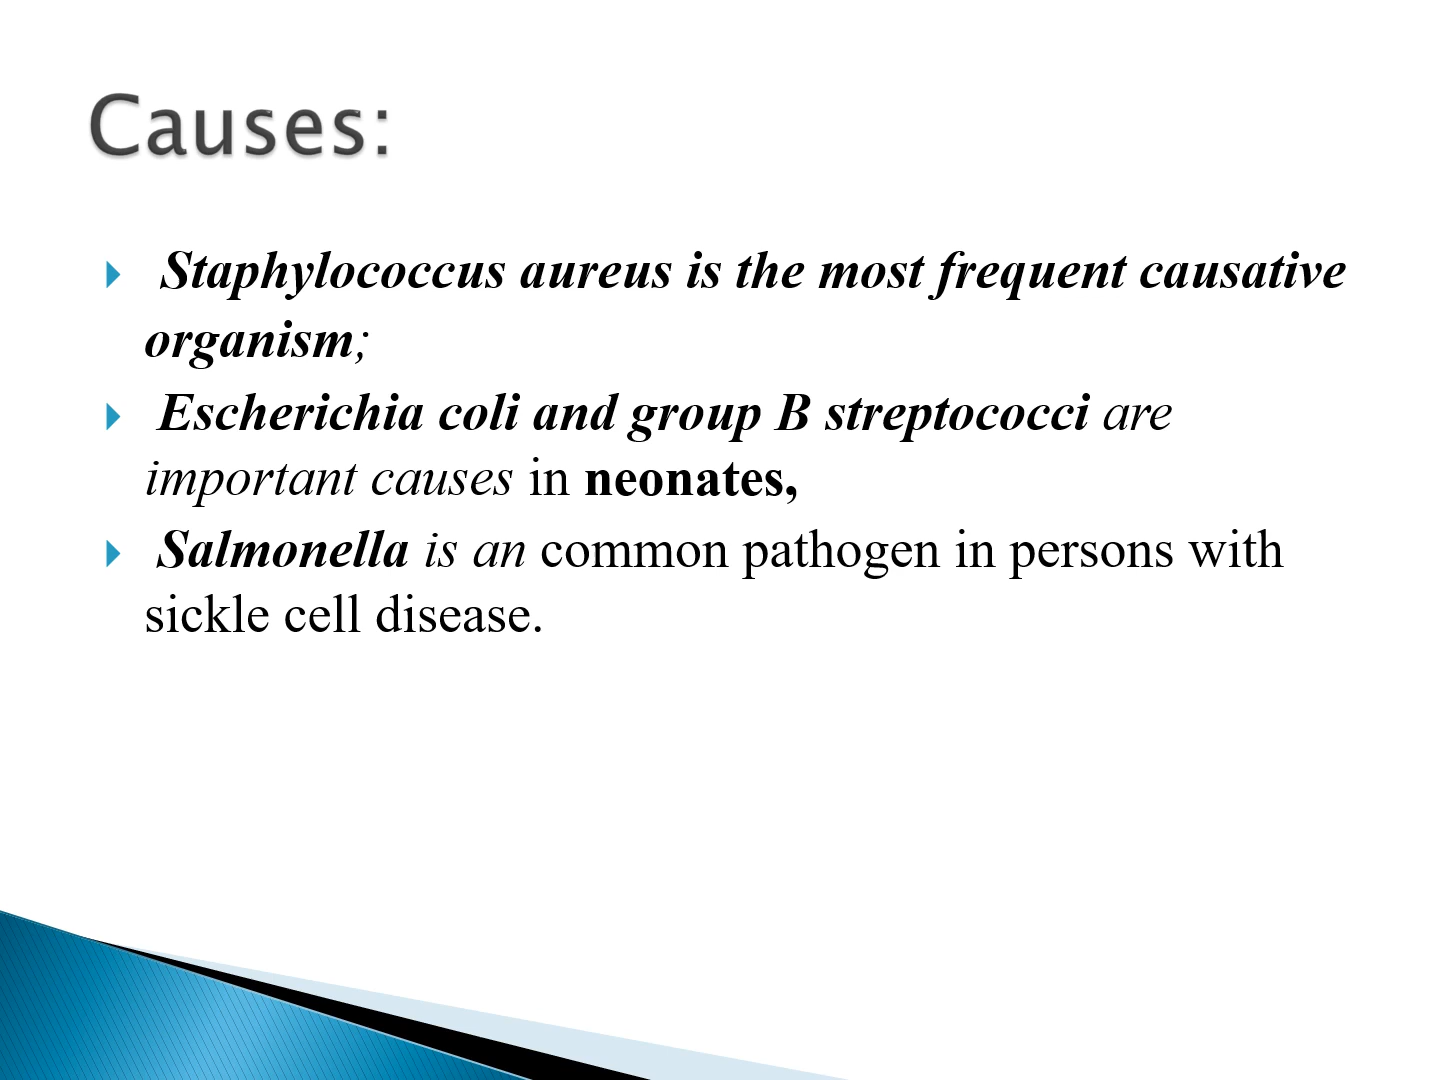 Causes:
Staphylococcus aureus is the most frequent causative
organism;
Escherichia coli and group B streptococci are
important causes in neonates,
Salmonella is an common pathogen in persons with
sickle cell disease.